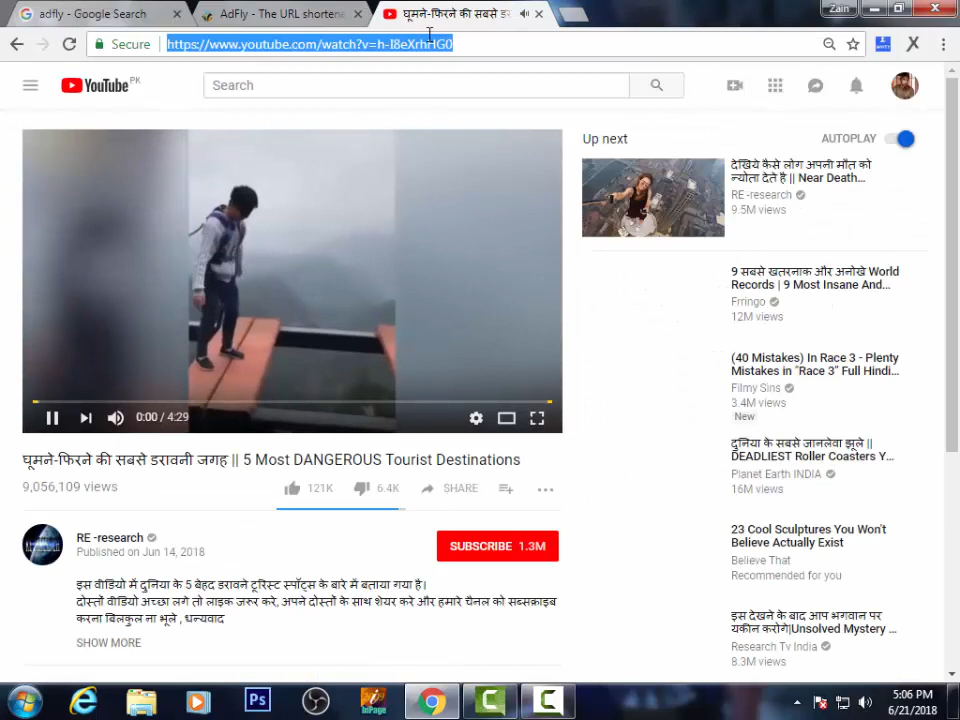 adfly - Google Search
AdFly - The URL shortene
घूमने-फिरने की सबसे डर
Zain
Secure
https://www.youtube.com/watch?v=h-I8eXrhHG0
YouTube PK
Search
Up next
AUTOPLAY
देखिये कैसे लोग अपनी मौत को
न्योता देते है || Near Death...
RE -research
9.5M views
9 सबसे खतरनाक और अनोखे World
Records | 9 Most Insane And...
Frringo
12M views
(40 Mistakes) In Race 3 - Plenty
Mistakes in "Race 3" Full Hindi...
Filmy Sins
3.4M views
New
दुनिया के सबसे जानलेवा झूले ||
DEADLIEST Roller Coasters Y...
Planet Earth INDIA
16M views
23 Cool Sculptures You Won't
Believe Actually Exist
Believe That
Recommended for you
इस देखने के बाद आप भगवान पर
यकीन करोगे|Unsolved Mystery ...
Research Tv India
8.3M views
0:00 / 4:29
घूमने-फिरने की सबसे डरावनी जगह || 5 Most DANGEROUS Tourist Destinations
9,056,109 views
121K
6.4K
SHARE
RE -research
Published on Jun 14, 2018
SUBSCRIBE 1.3M
इस वीडियो में दुनिया के 5 बेहद डरावने टूरिस्ट स्पॉट्स के बारे में बताया गया है।
दोस्तों वीडियो अच्छा लगे तो लाइक जरुर करे, अपने दोस्तों के साथ शेयर करे और हमारे चैनल को सब्सक्राइब
करना बिलकुल ना भूले , धन्यवाद
SHOW MORE
Ps
InPage
5:06 PM
6/21/2018